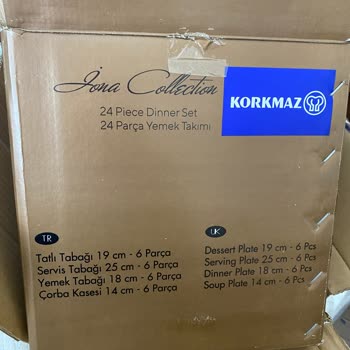 İona Collection
24 Piece Dinner Set
24 Parça Yemek Takımı
KORKMAZ
TR
Tatlı Tabağı 19 cm - 6 Parça
Servis Tabağı 25 cm - 6 Parça
Yemek Tabağı 18 cm - 6 Parça
Çorba Kasesi 14 cm - 6 Parça
UK
Dessert Plate 19 cm - 6 Pcs
Serving Plate 25 cm - 6 Pcs
Dinner Plate 18 cm - 6 Pcs
Soup Plate 14 cm - 6 Pcs